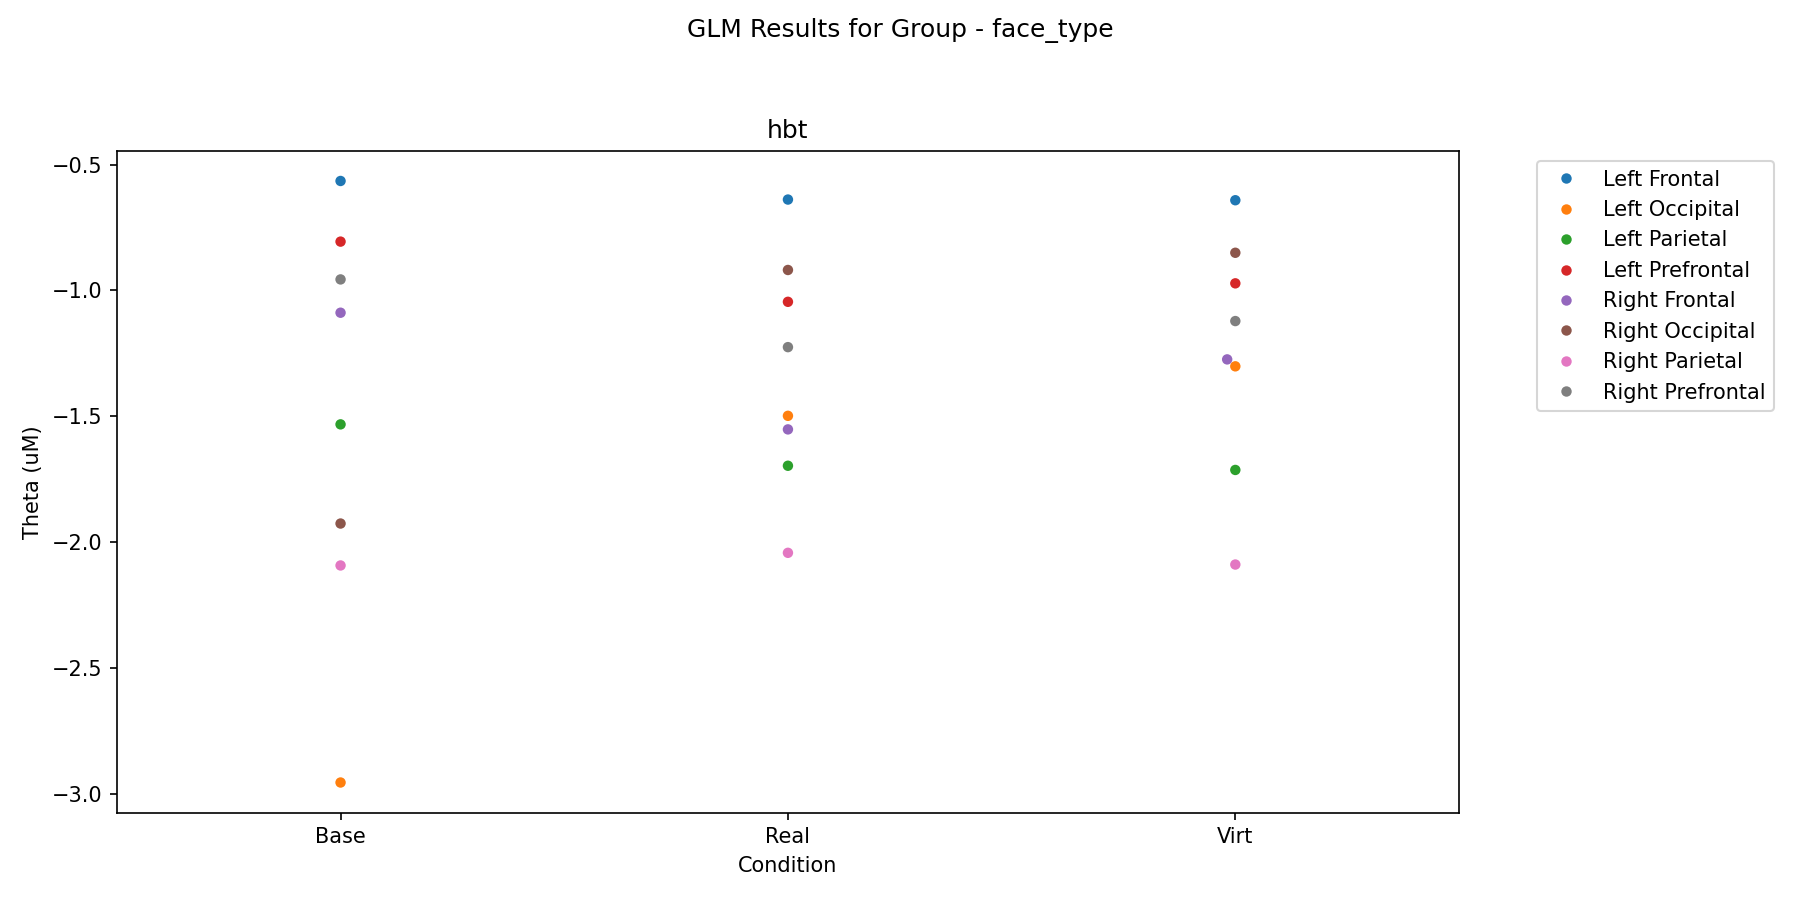 GLM Results for Group - face_type
hbt
−0.5
−1.0
−1.5
−2.0
−2.5
−3.0
Theta (uM)
Base
Real
Virt
Condition
Left Frontal
Left Occipital
Left Parietal
Left Prefrontal
Right Frontal
Right Occipital
Right Parietal
Right Prefrontal